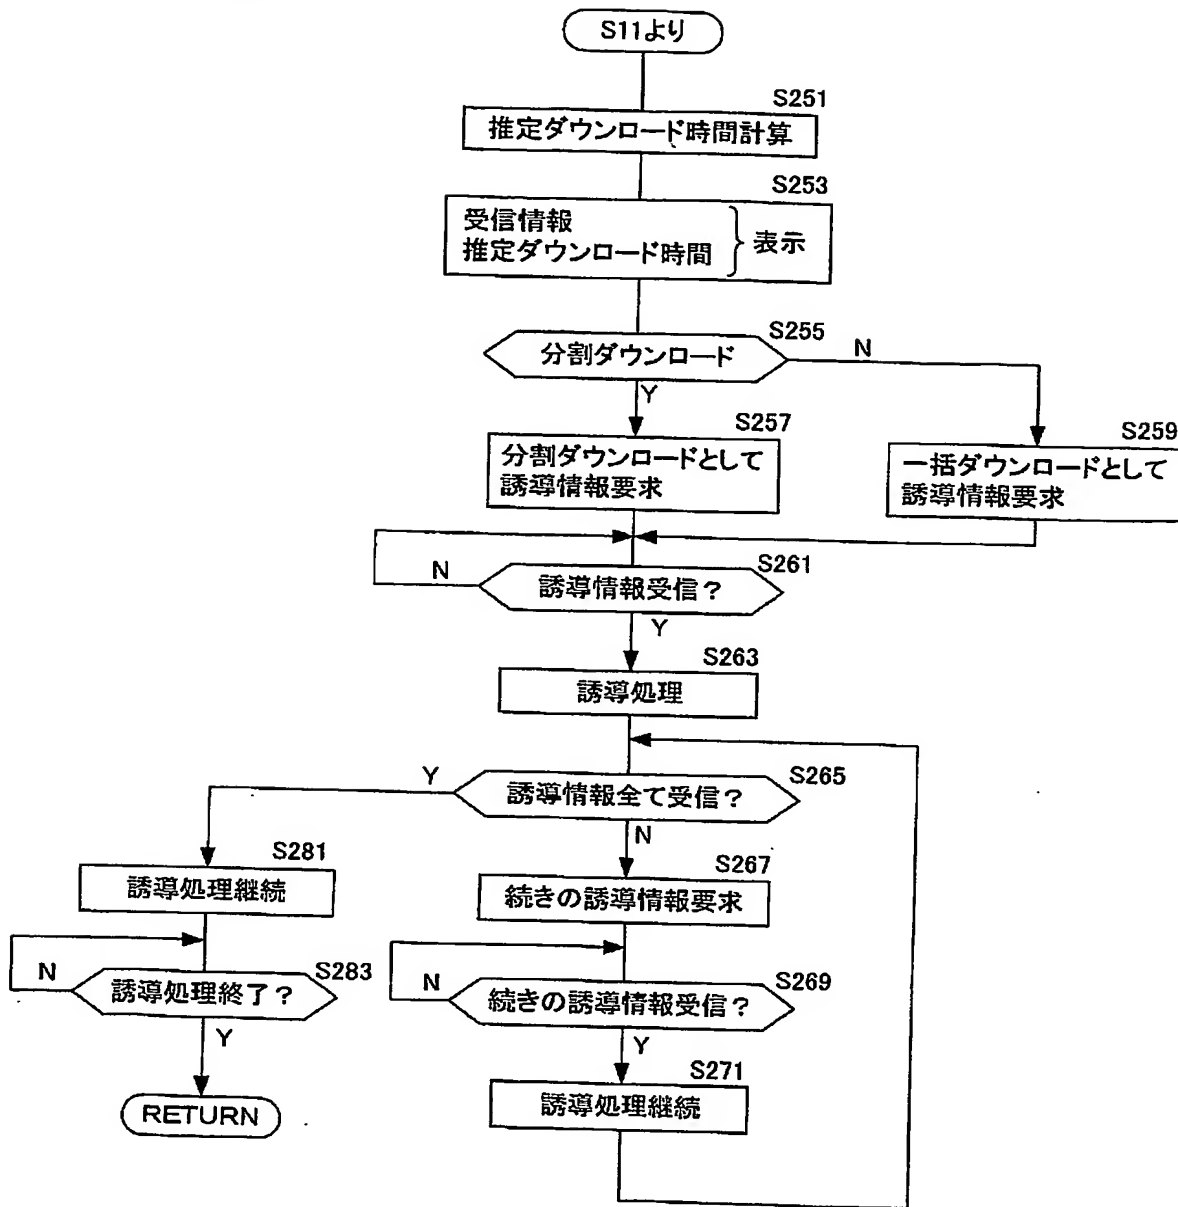 S11より
S251
推定ダウンロード時間計算
S253
受信情報
推定ダウンロード時間
表示
S255
分割ダウンロード
N
Y
S257
分割ダウンロードとして
誘導情報要求
S259
一括ダウンロードとして
誘導情報要求
S261
N
誘導情報受信？
Y
S263
誘導処理
S265
Y
誘導情報全て受信？
N
S281
誘導処理継続
S267
続きの誘導情報要求
S283
N
誘導処理終了？
Y
S269
N
続きの誘導情報受信？
Y
S271
誘導処理継続
RETURN